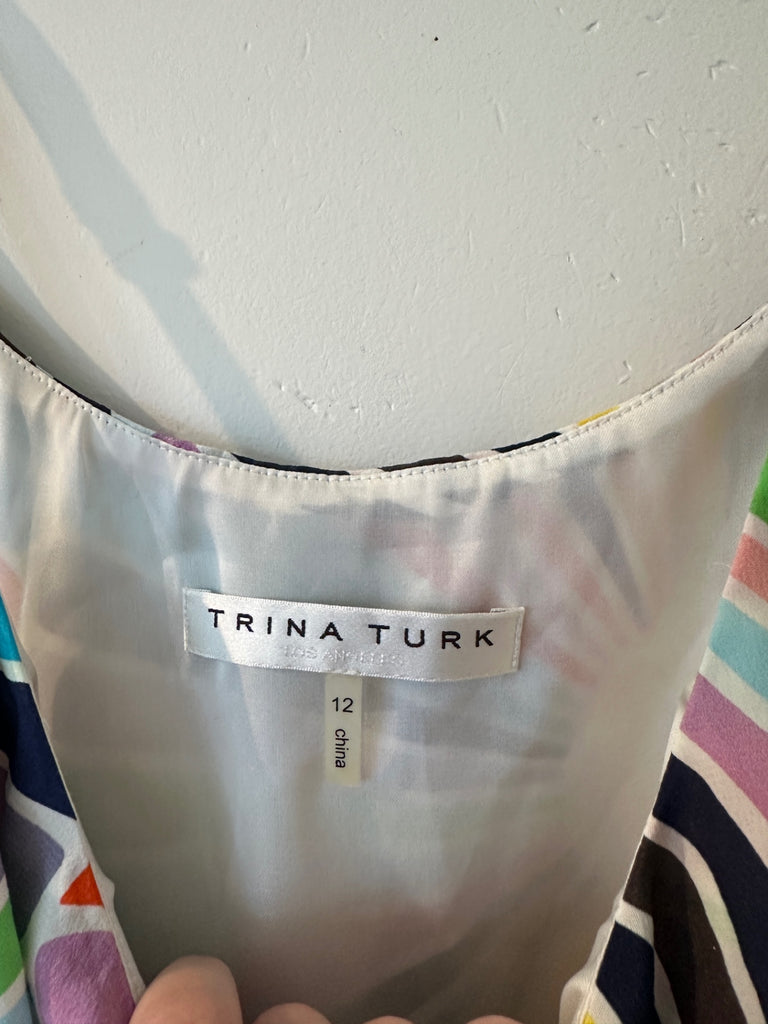 TRINA TURK
LOS ANGELES
12
china